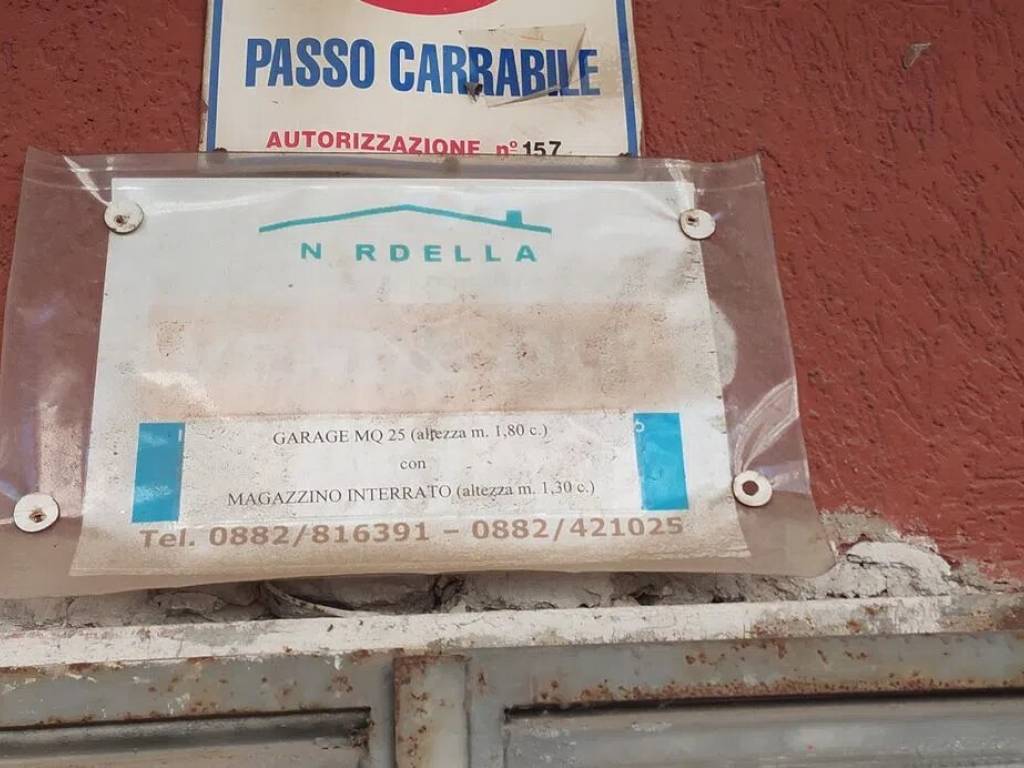 PASSO CARRABILE
AUTORIZZAZIONE n° 157
N RDELLA
GARAGE MQ 25 (altezza m. 1,80 c.)
con
MAGAZZINO INTERRATO (altezza m. 1,30 c.)
Tel. 0882/816391 – 0882/421025